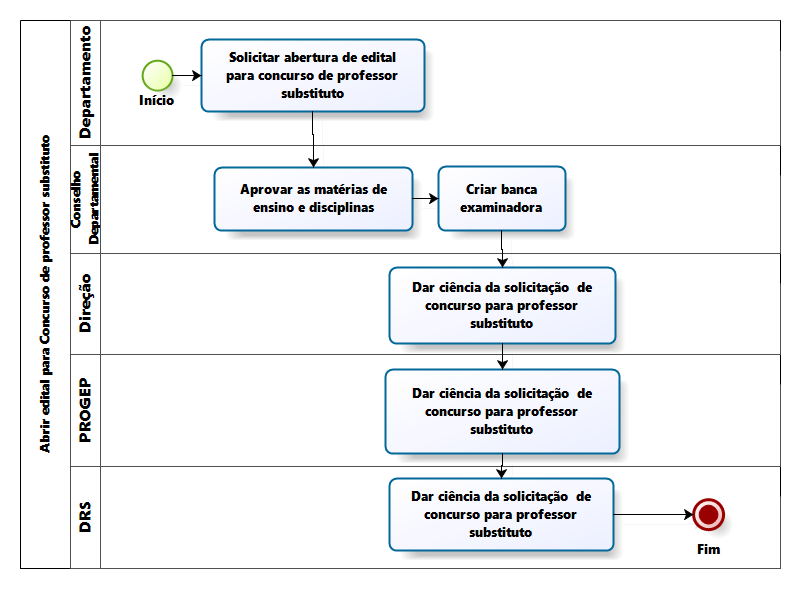 Abrir edital para Concurso de professor substituto
Departamento
Início
Solicitar abertura de edital
para concurso de professor
substituto
Conselho
Departamental
Aprovar as matérias de
ensino e disciplinas
Criar banca
examinadora
Direção
Dar ciência da solicitação de
concurso para professor
substituto
PROGEP
Dar ciência da solicitação de
concurso para professor
substituto
DRS
Dar ciência da solicitação de
concurso para professor
substituto
Fim